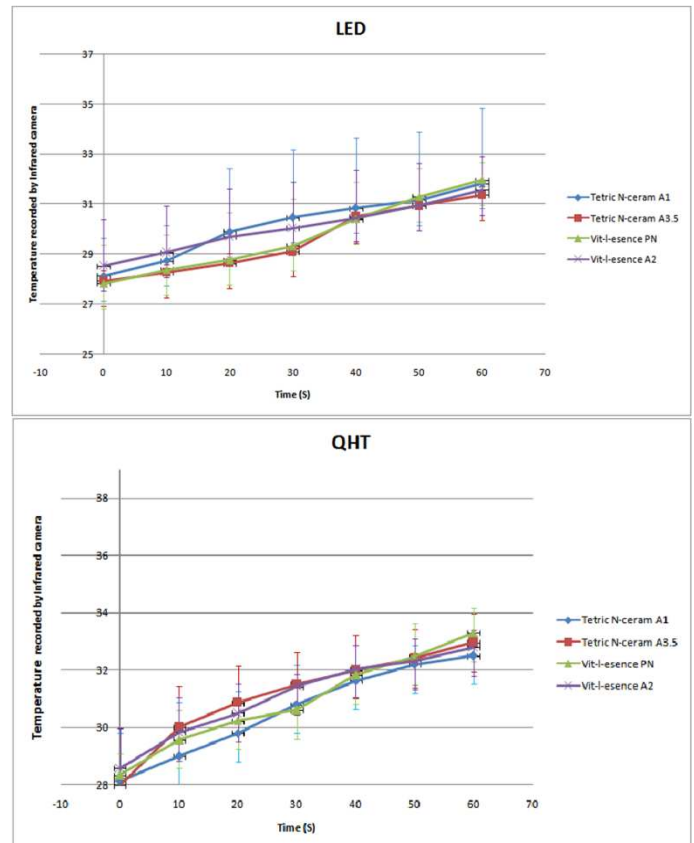 LED
37
35
33
31
29
27
25
-10 0 10 20 30 40 50 60 70
Time (S)
Temperature recorded by Infrared camera
Tetric N-ceram A1
Tetric N-ceram A3.5
Vit-l-esence PN
Vit-l-esence A2
QHT
38
36
34
32
30
28
-10 0 10 20 30 40 50 60 70
Time (S)
Temperature recorded by Infrared camera
Tetric N-ceram A1
Tetric N-ceram A3.5
Vit-l-esence PN
Vit-l-esence A2